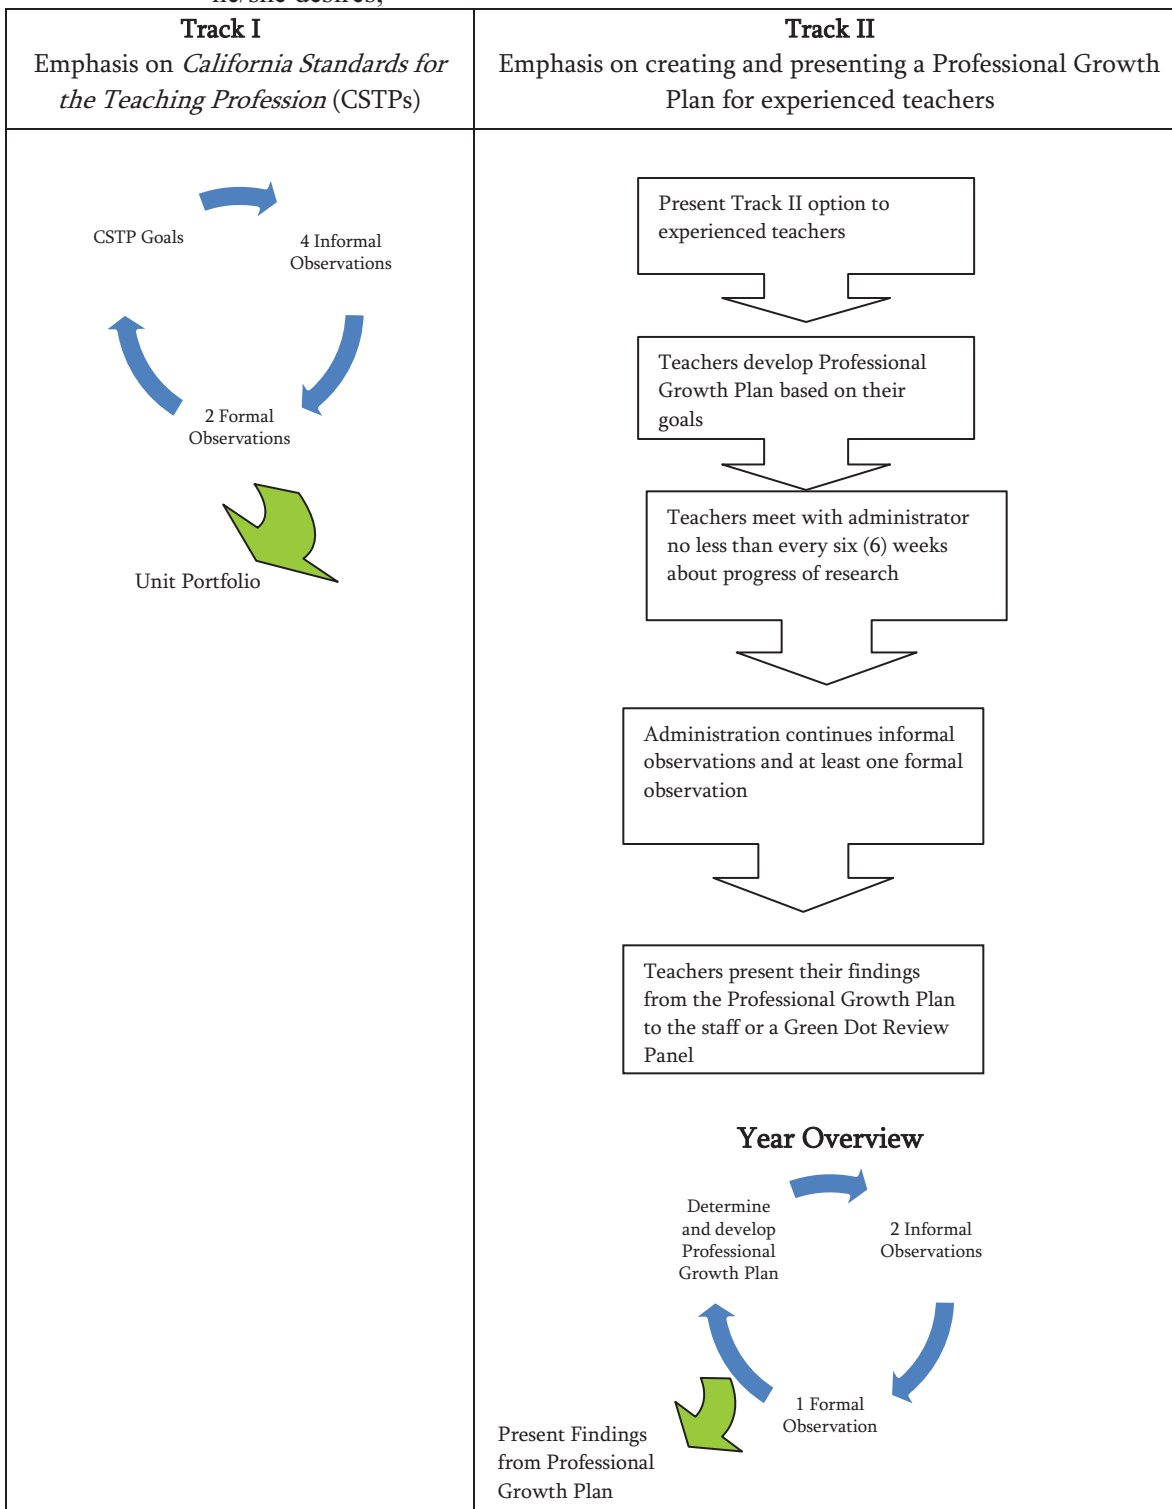 he/she desires,
Track I
Emphasis on California Standards for
the Teaching Profession (CSTPs)
CSTP Goals
4 Informal
Observations
2 Formal
Observations
Unit Portfolio
Track II
Emphasis on creating and presenting a Professional Growth
Plan for experienced teachers
Present Track II option to
experienced teachers
Teachers develop Professional
Growth Plan based on their
goals
Teachers meet with administrator
no less than every six (6) weeks
about progress of research
Administration continues informal
observations and at least one formal
observation
Teachers present their findings
from the Professional Growth Plan
to the staff or a Green Dot Review
Panel
Year Overview
Determine
and develop
Professional
Growth Plan
2 Informal
Observations
1 Formal
Observation
Present Findings
from Professional
Growth Plan